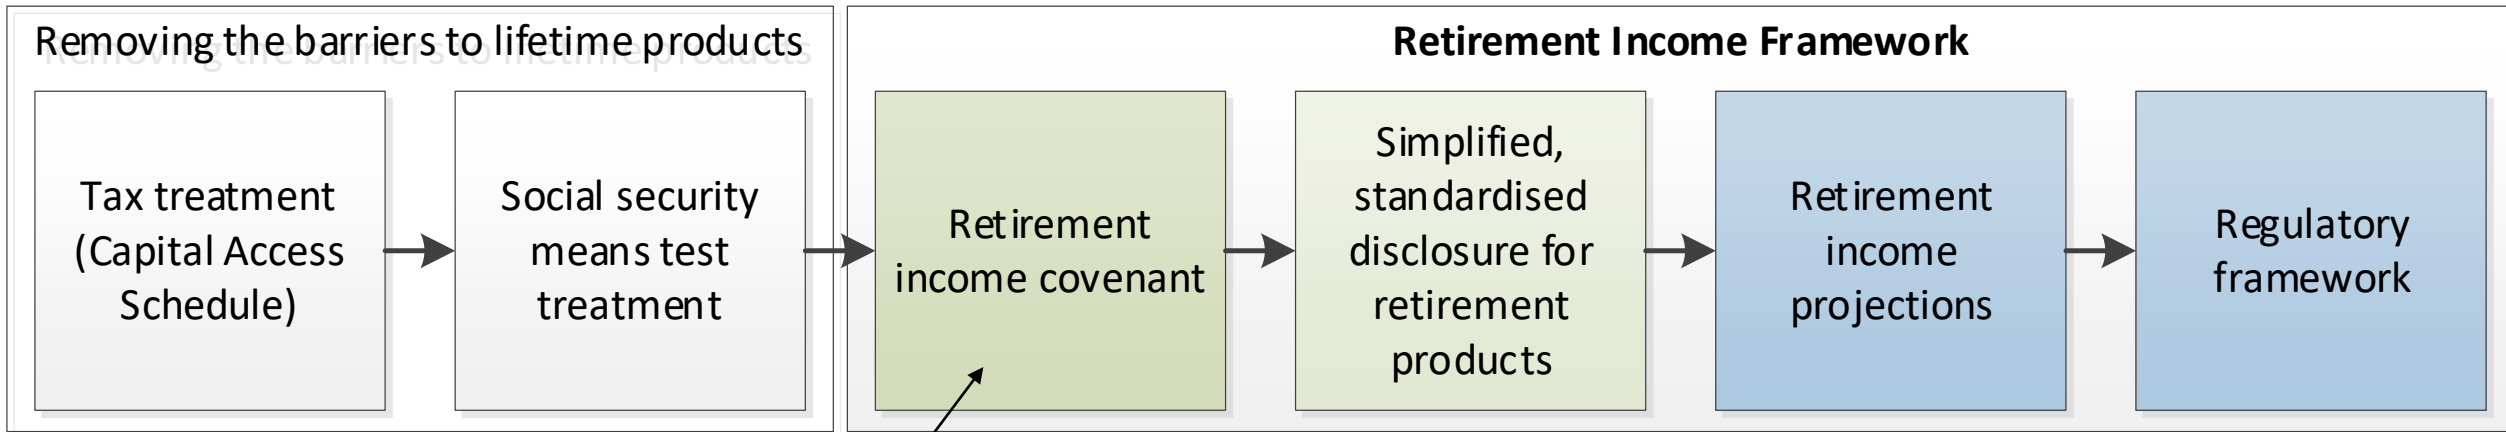 Removing the barriers to lifetime products
Retirement Income Framework
Tax treatment
(Capital Access
Schedule)
Social security
means test
treatment
Retirement
income covenant
Simplified,
standardised
disclosure for
retirement
products
Retirement
income
projections
Regulatory
framework